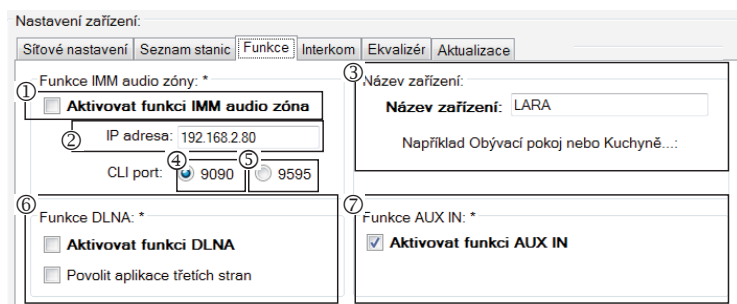 Nastavení zařízení:
Síťové nastavení Seznam stanic Funkce Interkom Ekvalizér Aktualizace
Funkce IMM audio zóny: *
① Aktivovat funkci IMM audio zóna
② IP adresa: 192.168.2.80
CLI port: ④ 9090 ⑤ 9595
③ Název zařízení:
Název zařízení: LARA
Například Obývací pokoj nebo Kuchyně...:
⑥ Funkce DLNA: *
Aktivovat funkci DLNA
Povolit aplikace třetích stran
⑦ Funkce AUX IN: *
Aktivovat funkci AUX IN